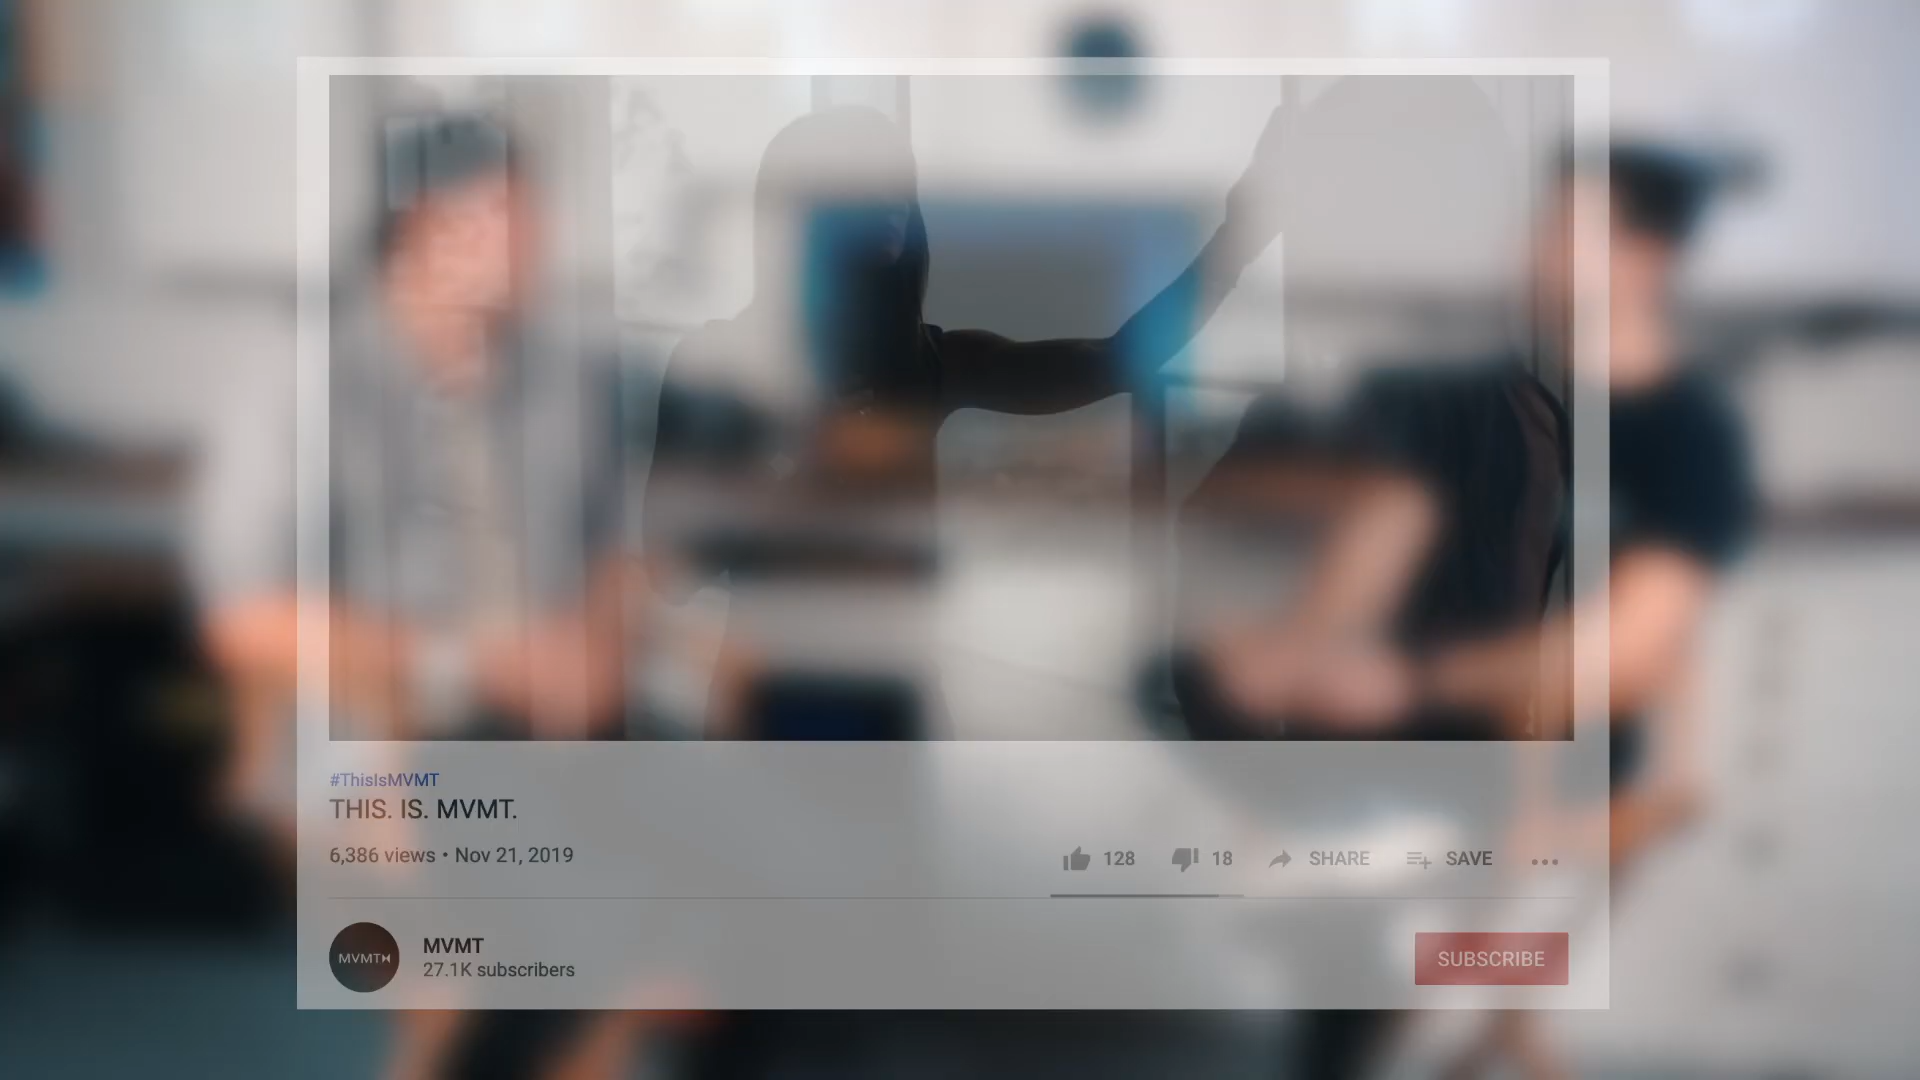 #ThisIsMVMT
THIS. IS. MVMT.
6,386 views • Nov 21, 2019
128
18
SHARE
SAVE
MVMT
MVMT
27.1K subscribers
SUBSCRIBE